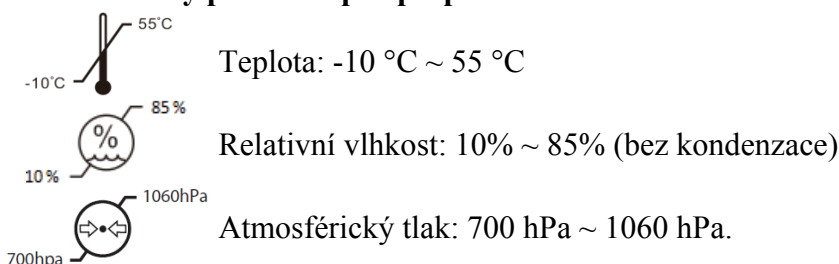 55°C
-10°C
Teplota: -10 °C ~ 55 °C
85%
%
10%
Relativní vlhkost: 10% ~ 85% (bez kondenzace)
1060hPa
700hpa
Atmosférický tlak: 700 hPa ~ 1060 hPa.